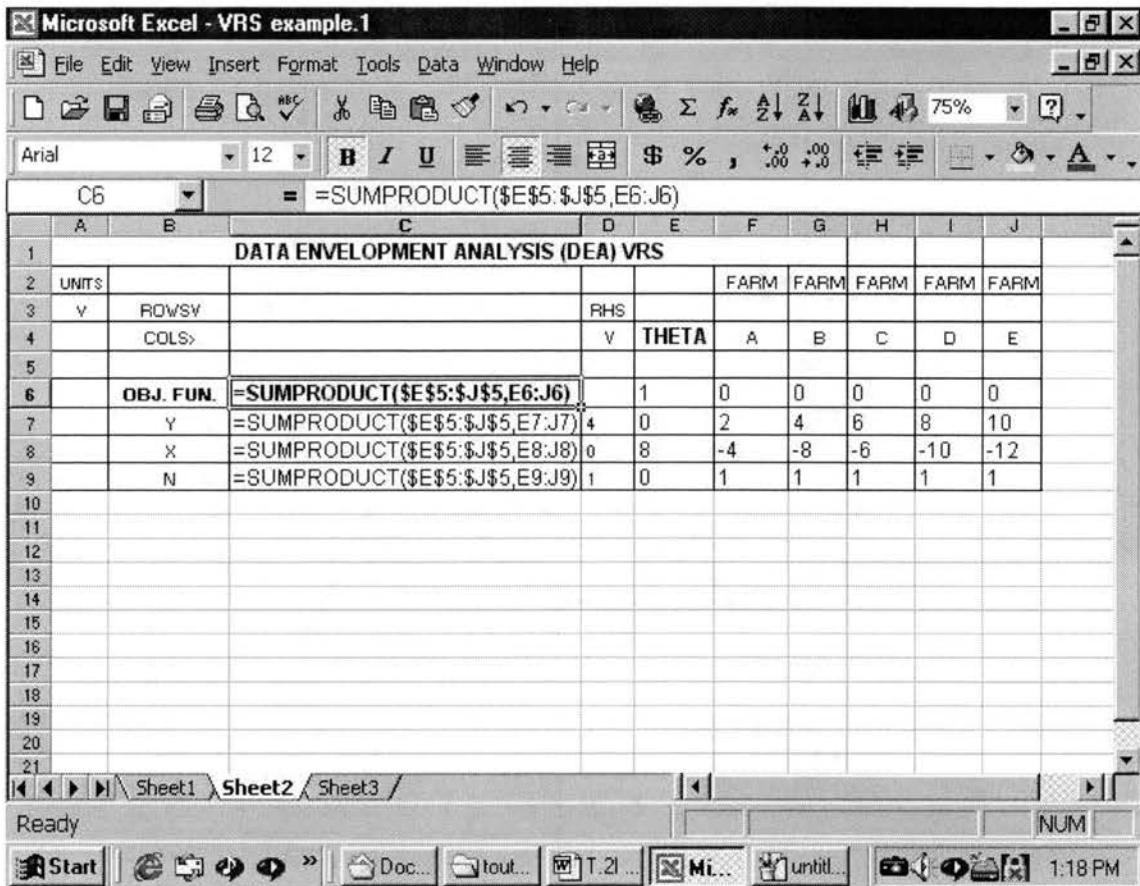 Microsoft Excel - VRS example.1
File Edit View Insert Format Tools Data Window Help
ABC Σ f* A Z Z A 75% ?
Arial 12 B I U a $ % , .00 .0 .00 A
C6 = =SUMPRODUCT($E$5:$J$5,E6:J6)
A B C D E F G H I J
1 DATA ENVELOPMENT ANALYSIS (DEA) VRS
2 UNITS FARM FARM FARM FARM FARM
3 V ROWSV RHS
4 COLS> V THETA A B C D E
5
6 OBJ. FUN. =SUMPRODUCT($E$5:$J$5,E6:J6) 1 0 0 0 0 0
7 Y =SUMPRODUCT($E$5:$J$5,E7:J7) 4 0 2 4 6 8 10
8 X =SUMPRODUCT($E$5:$J$5,E8:J8) 0 8 -4 -8 -6 -10 -12
9 N =SUMPRODUCT($E$5:$J$5,E9:J9) 1 0 1 1 1 1 1
10
11
12
13
14
15
16
17
18
19
20
21
Sheet1 Sheet2 Sheet3
Ready NUM
Start » Doc... tout... T.2l ... Mi... untitl... 1:18 PM